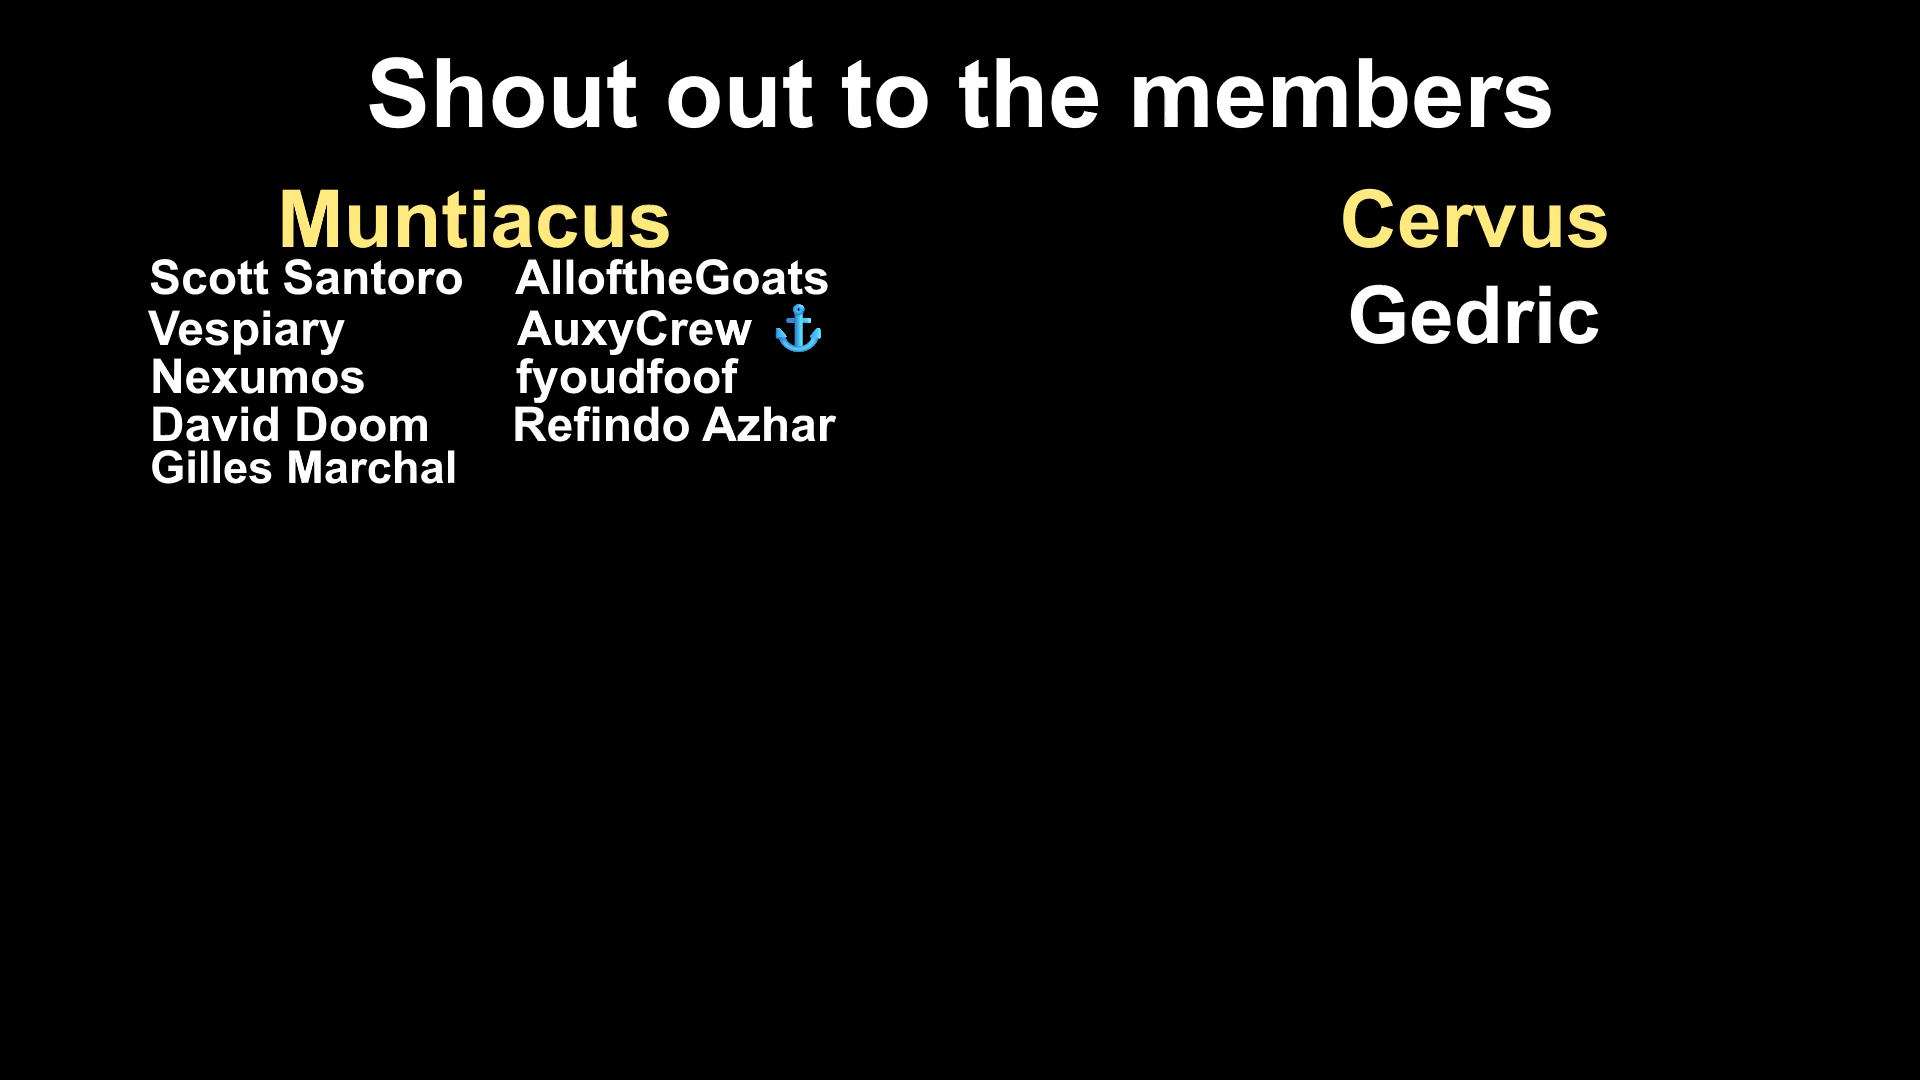 Shout out to the members
Muntiacus
Scott Santoro
Vespiary
Nexumos
David Doom
Gilles Marchal
AlloftheGoats
AuxyCrew ⚓
fyoudfoof
Refindo Azhar
Cervus
Gedric